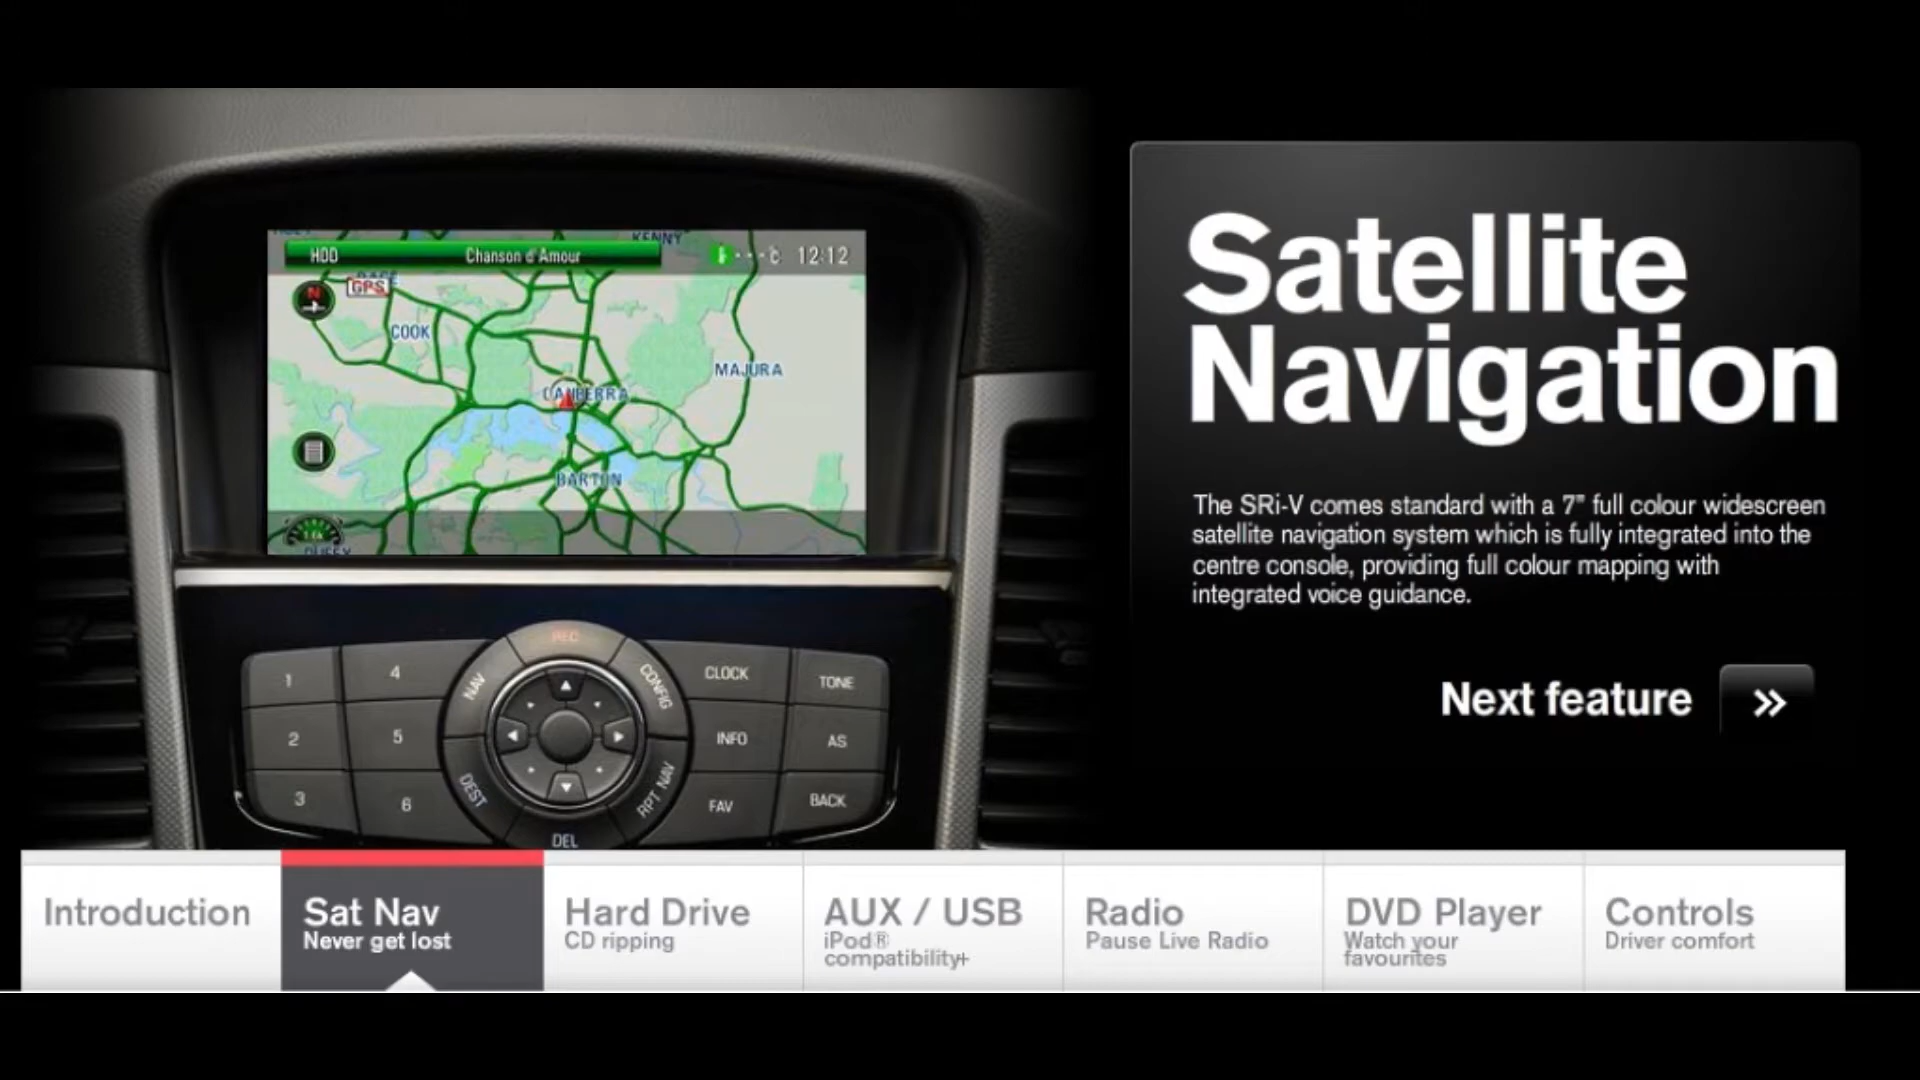 KENNY
HDD Chanson d'Amour °C 12:12
GPS
COOK
MAJURA
CANBERRA
BARTON
DUFFY
Satellite
Navigation
The SRi-V comes standard with a 7" full colour widescreen
satellite navigation system which is fully integrated into the
centre console, providing full colour mapping with
integrated voice guidance.
Next feature »
REC
1 4 NAV CONFIG CLOCK TONE
2 5 INFO AS
3 6 DEST RPT NAV FAV BACK
DEL
Introduction
Sat Nav
Never get lost
Hard Drive
CD ripping
AUX / USB
iPod®
compatibility+
Radio
Pause Live Radio
DVD Player
Watch your
favourites
Controls
Driver comfort